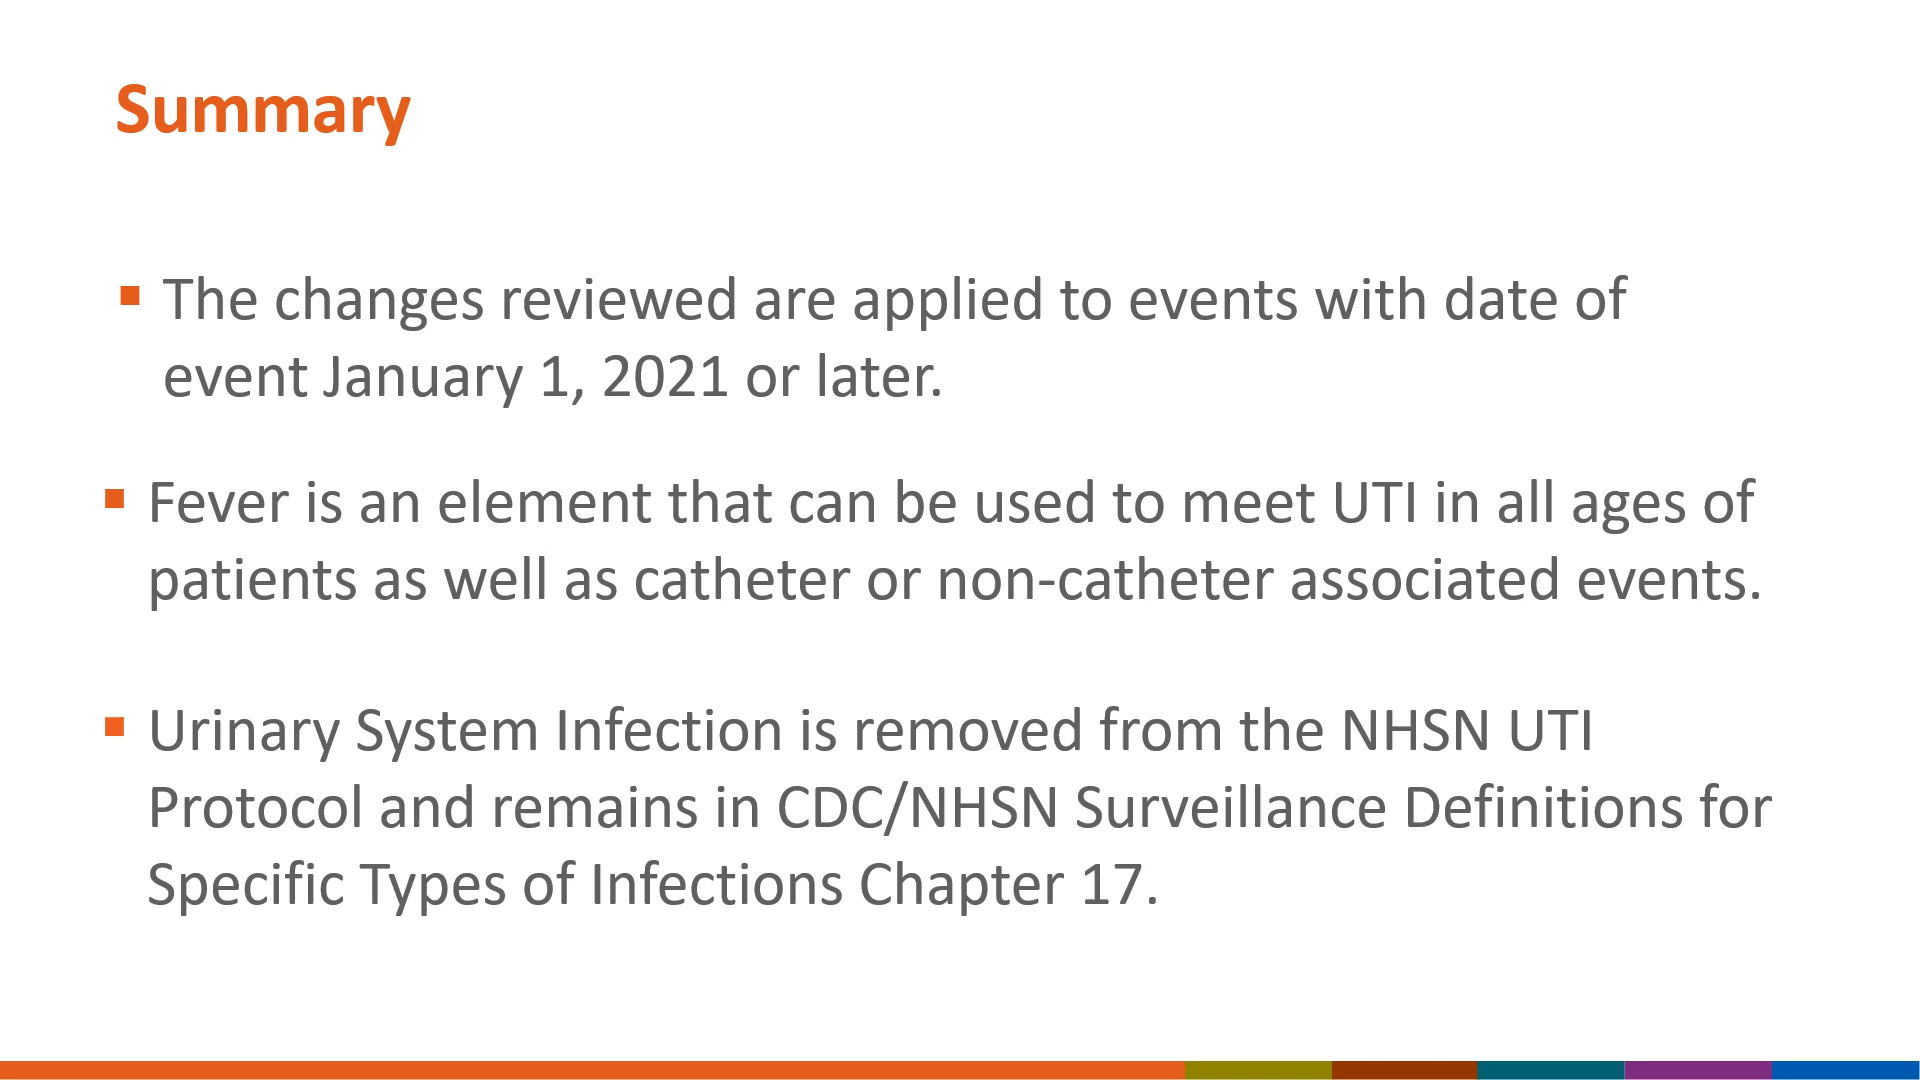 Summary
▪ The changes reviewed are applied to events with date of
event January 1, 2021 or later.
▪ Fever is an element that can be used to meet UTI in all ages of
patients as well as catheter or non-catheter associated events.
▪ Urinary System Infection is removed from the NHSN UTI
Protocol and remains in CDC/NHSN Surveillance Definitions for
Specific Types of Infections Chapter 17.